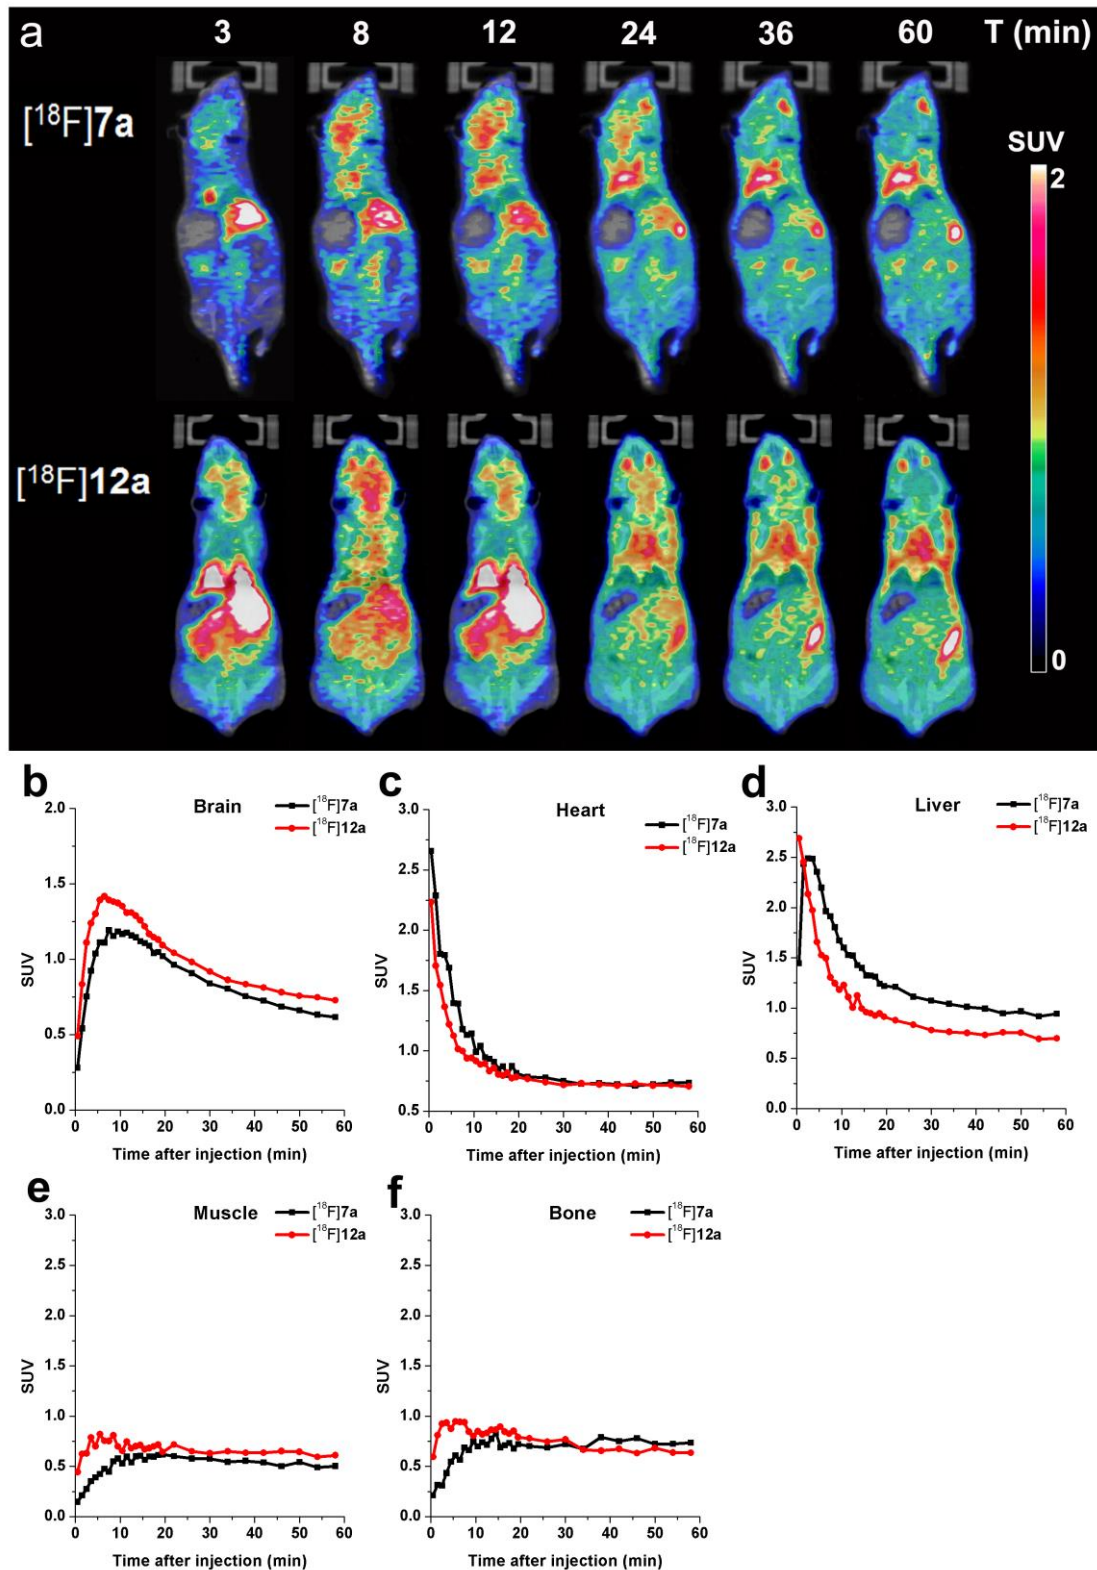 a 3 8 12 24 36 60 T (min)
[¹⁸F]7a
SUV
2
[¹⁸F]12a
0
b
Brain
[¹⁸F]7a
[¹⁸F]12a
2.0
1.5
1.0
0.5
0.0
SUV
0 10 20 30 40 50 60
Time after injection (min)
c
Heart
[¹⁸F]7a
[¹⁸F]12a
3.0
2.5
2.0
1.5
1.0
0.5
SUV
0 10 20 30 40 50 60
Time after injection (min)
d
Liver
[¹⁸F]7a
[¹⁸F]12a
3.0
2.5
2.0
1.5
1.0
0.5
0.0
SUV
0 10 20 30 40 50 60
Time after injection (min)
e
Muscle
[¹⁸F]7a
[¹⁸F]12a
3.0
2.5
2.0
1.5
1.0
0.5
0.0
SUV
0 10 20 30 40 50 60
Time after injection (min)
f
Bone
[¹⁸F]7a
[¹⁸F]12a
3.0
2.5
2.0
1.5
1.0
0.5
0.0
SUV
0 10 20 30 40 50 60
Time after injection (min)